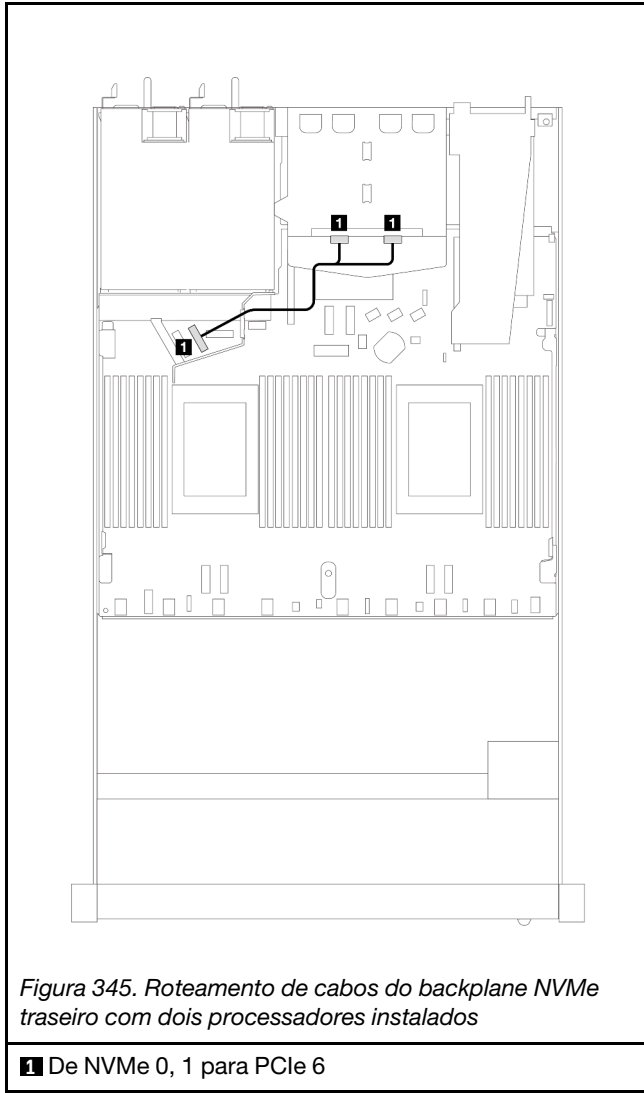 1 1
1
Figura 345. Roteamento de cabos do backplane NVMe
traseiro com dois processadores instalados
1 De NVMe 0, 1 para PCIe 6